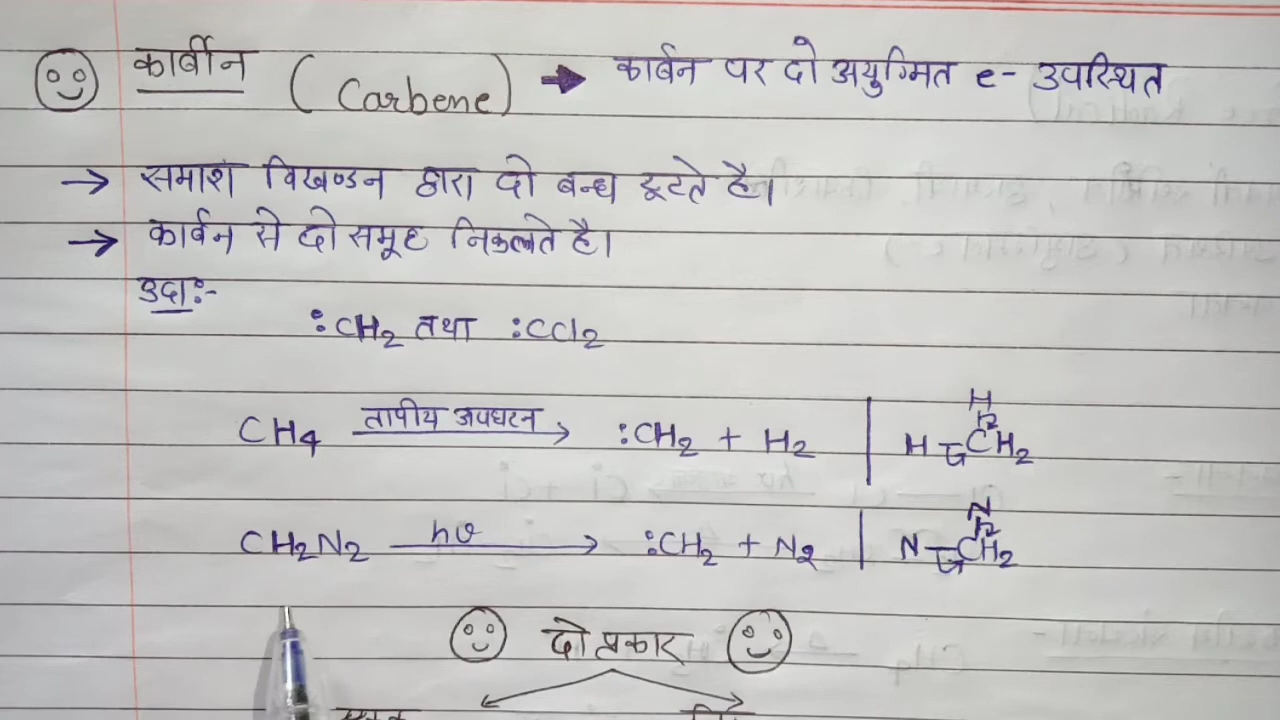 कार्बीन (Carbene) → कार्बन पर दो अयुग्मित e- उपस्थित
→ समाश विखण्डन द्वारा दो बन्ध टूटते है।
→ कार्बन से दो समूह निकलते है।
उदा:-
:CH₂ तथा :CCl₂
CH₄ तापीय अपघटन → :CH₂ + H₂ | H CH₂ H
CH₂N₂ hυ → :CH₂ + N₂ | N CH₂ N
दो प्रकार